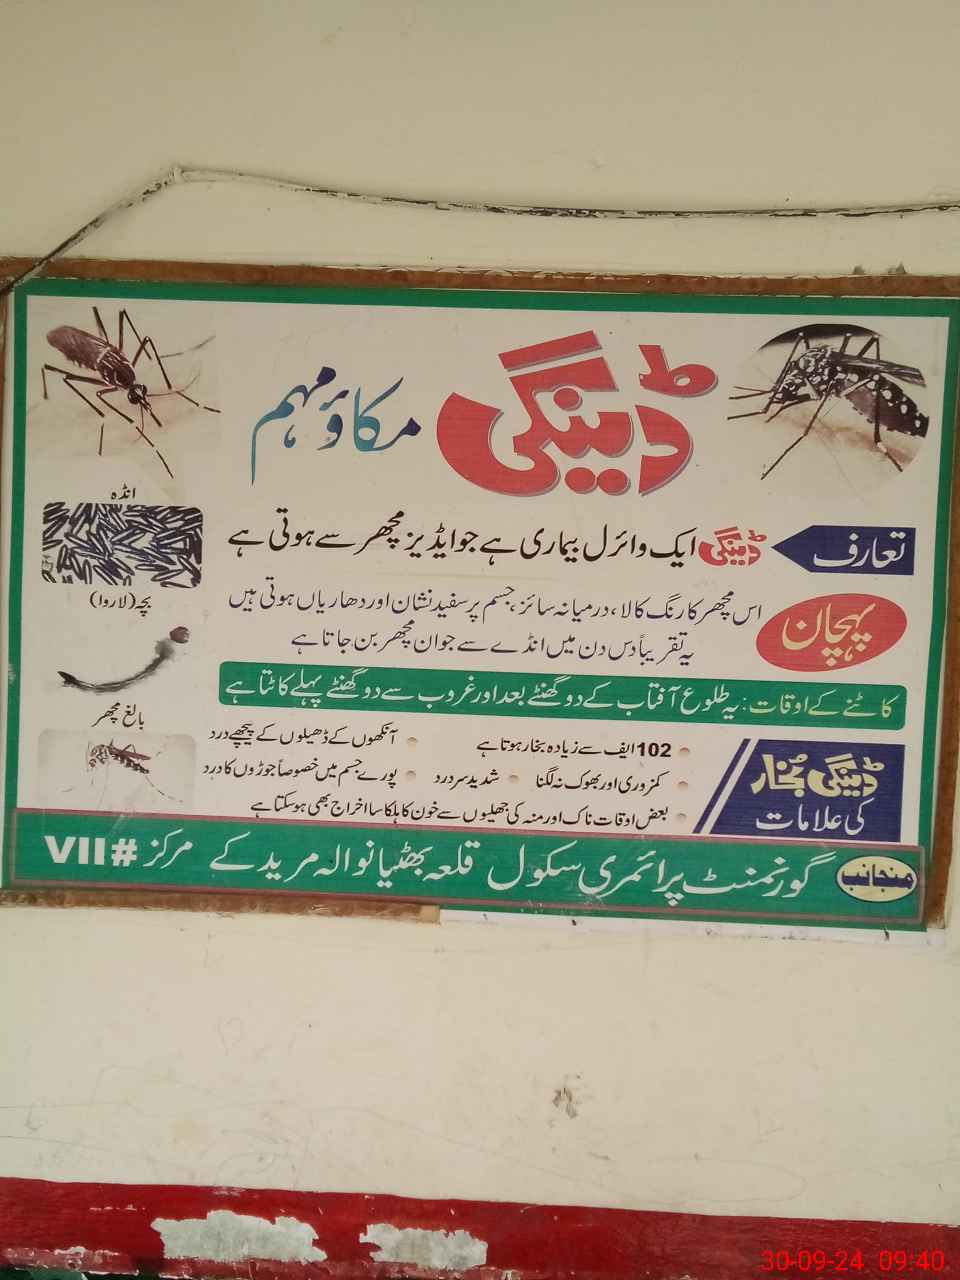 ڈینگی مکاؤ مہم
تعارف
ڈینگی ایک وائرل بیماری ہے جو ایڈیز مچھر سے ہوتی ہے
پہچان
اس مچھر کا رنگ کالا، درمیانہ سائز، جسم پر سفید نشان اور دھاریاں ہوتی ہیں
یہ تقریباً دس دن میں انڈے سے جوان مچھر بن جاتا ہے
کاٹنے کے اوقات: یہ طلوع آفتاب کے دو گھنٹے بعد اور غروب سے دو گھنٹے پہلے کاٹتا ہے
ڈینگی بُخار
کی علامات
102 ایف سے زیادہ بخار ہوتا ہے
آنکھوں کے ڈھیلوں کے پیچھے درد
کمزوری اور بھوک نہ لگنا
شدید سر درد
پورے جسم میں خصوصاً جوڑوں کا درد
بعض اوقات ناک اور منہ کی جھلیوں سے خون کا ہلکا سا اخراج بھی ہو سکتا ہے
انڈہ
بچہ (لاروا)
بالغ مچھر
منجانب
گورنمنٹ پرائمری سکول قلعہ بھٹیانوالہ مریدکے مرکز #VII
30-09-24 09:40